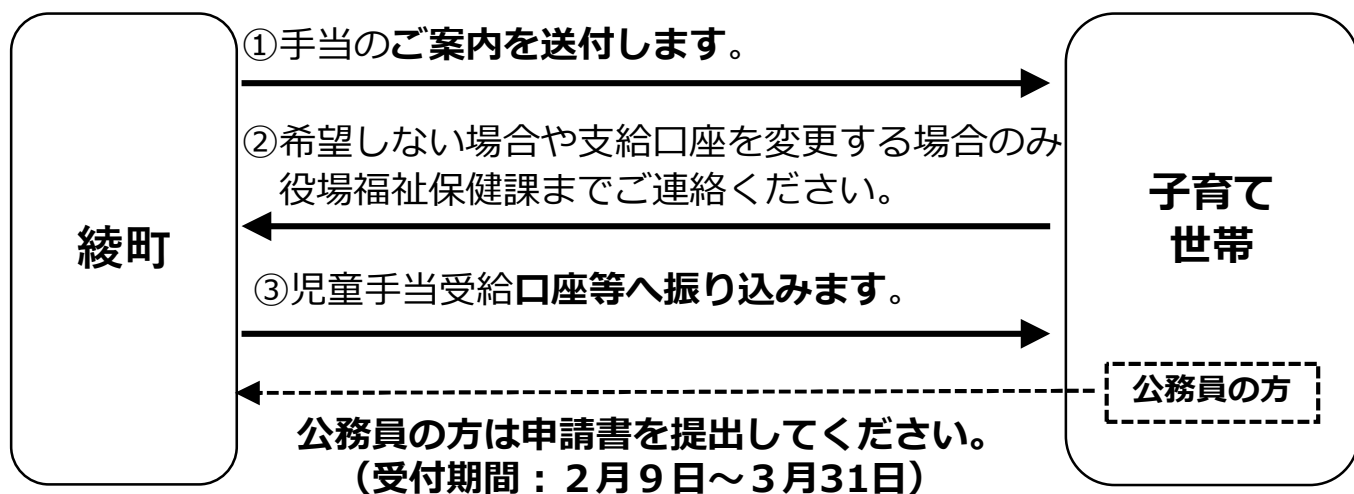 ①手当のご案内を送付します。
②希望しない場合や支給口座を変更する場合のみ
役場福祉保健課までご連絡ください。
綾町
子育て
世帯
③児童手当受給口座等へ振り込みます。
公務員の方
公務員の方は申請書を提出してください。
（受付期間：２月９日～３月31日）